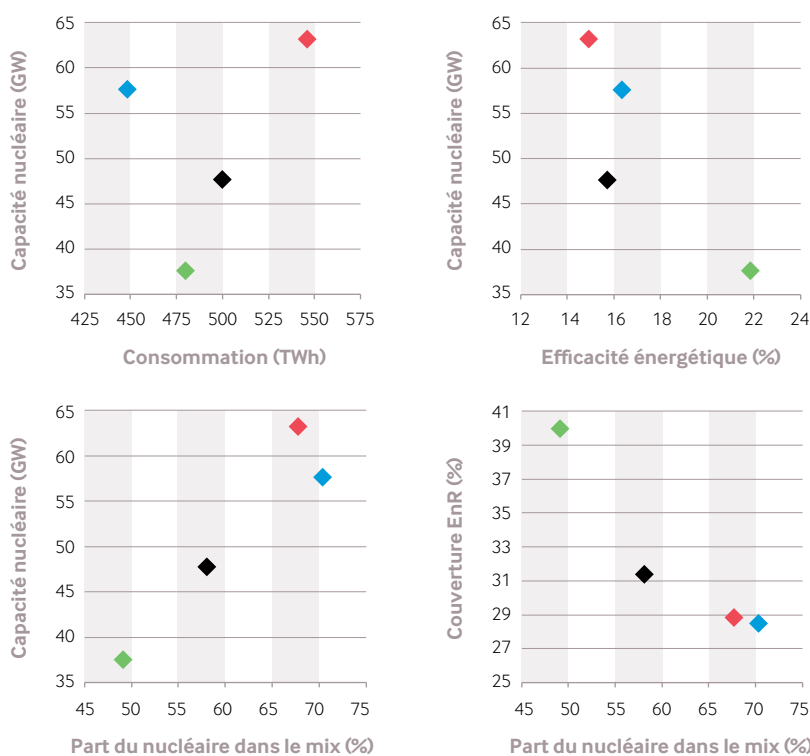 Capacité nucléaire (GW)
65
60
55
50
45
40
35
425 450 475 500 525 550 575
Consommation (TWh)
Capacité nucléaire (GW)
65
60
55
50
45
40
35
12 14 16 18 20 22 24
Efficacité énergétique (%)
Capacité nucléaire (GW)
65
60
55
50
45
40
35
45 50 55 60 65 70 75
Part du nucléaire dans le mix (%)
Couverture EnR (%)
41
39
37
35
33
31
29
27
25
45 50 55 60 65 70 75
Part du nucléaire dans le mix (%)